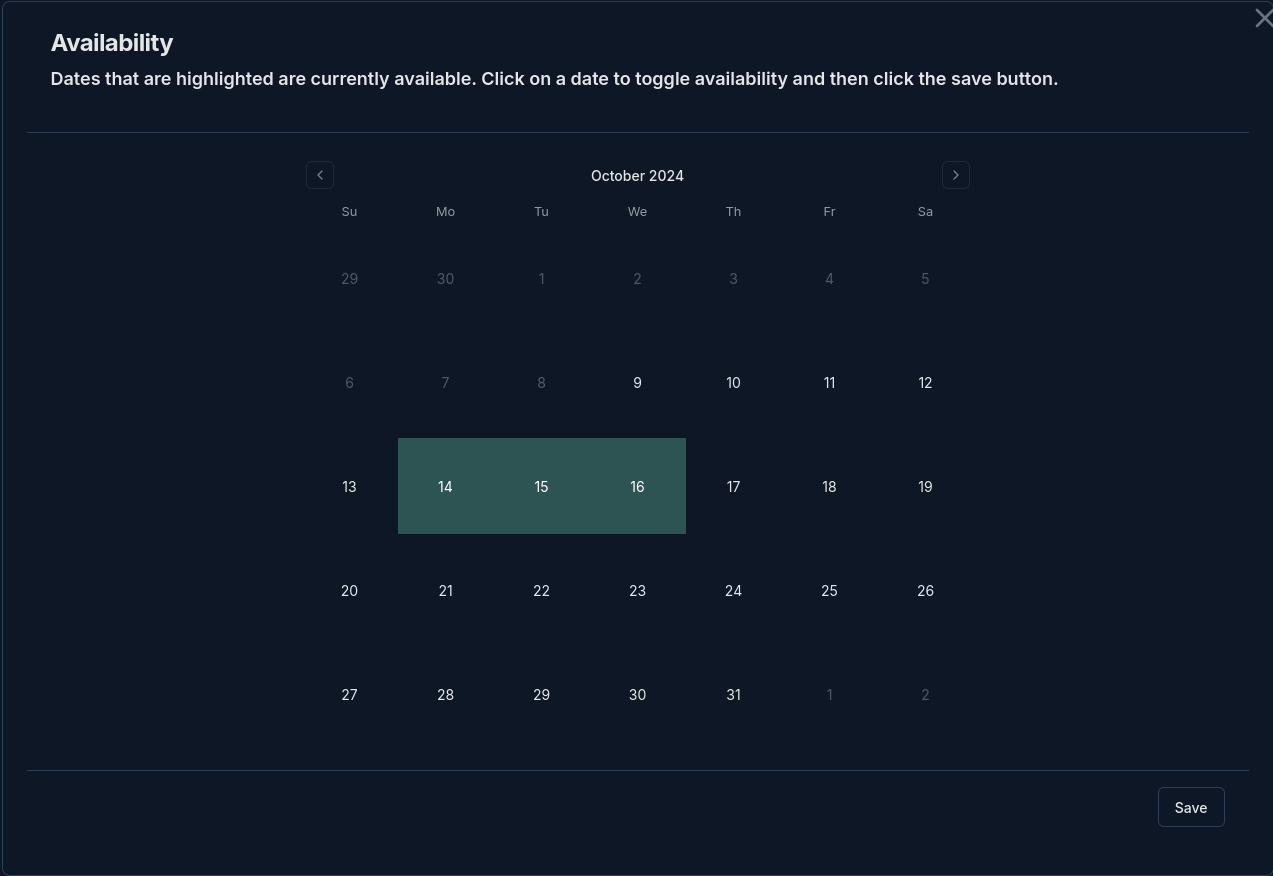 Availability
Dates that are highlighted are currently available. Click on a date to toggle availability and then click the save button.
October 2024
Su Mo Tu We Th Fr Sa
29 30 1 2 3 4 5
6 7 8 9 10 11 12
13 14 15 16 17 18 19
20 21 22 23 24 25 26
27 28 29 30 31 1 2
Save